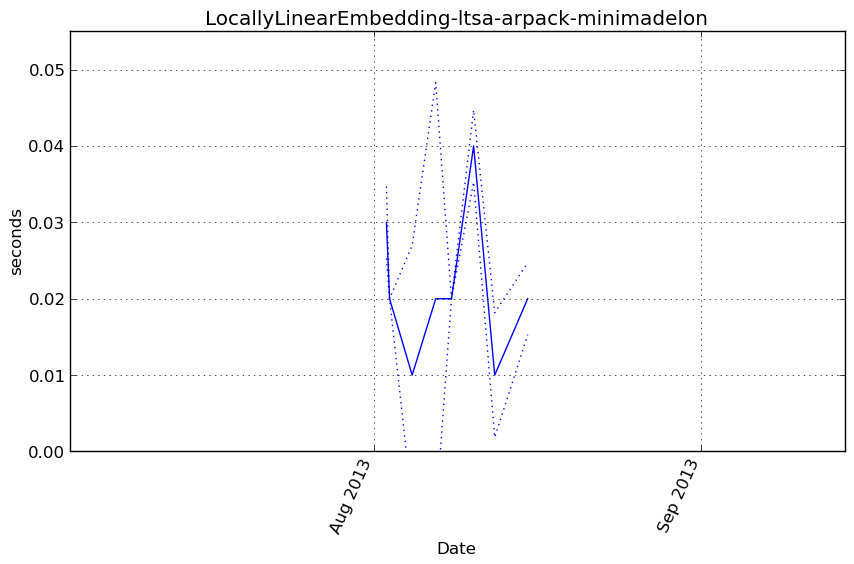 LocallyLinearEmbedding-ltsa-arpack-minimadelon
0.05
0.04
0.03
0.02
0.01
0.00
seconds
Aug 2013
Sep 2013
Date